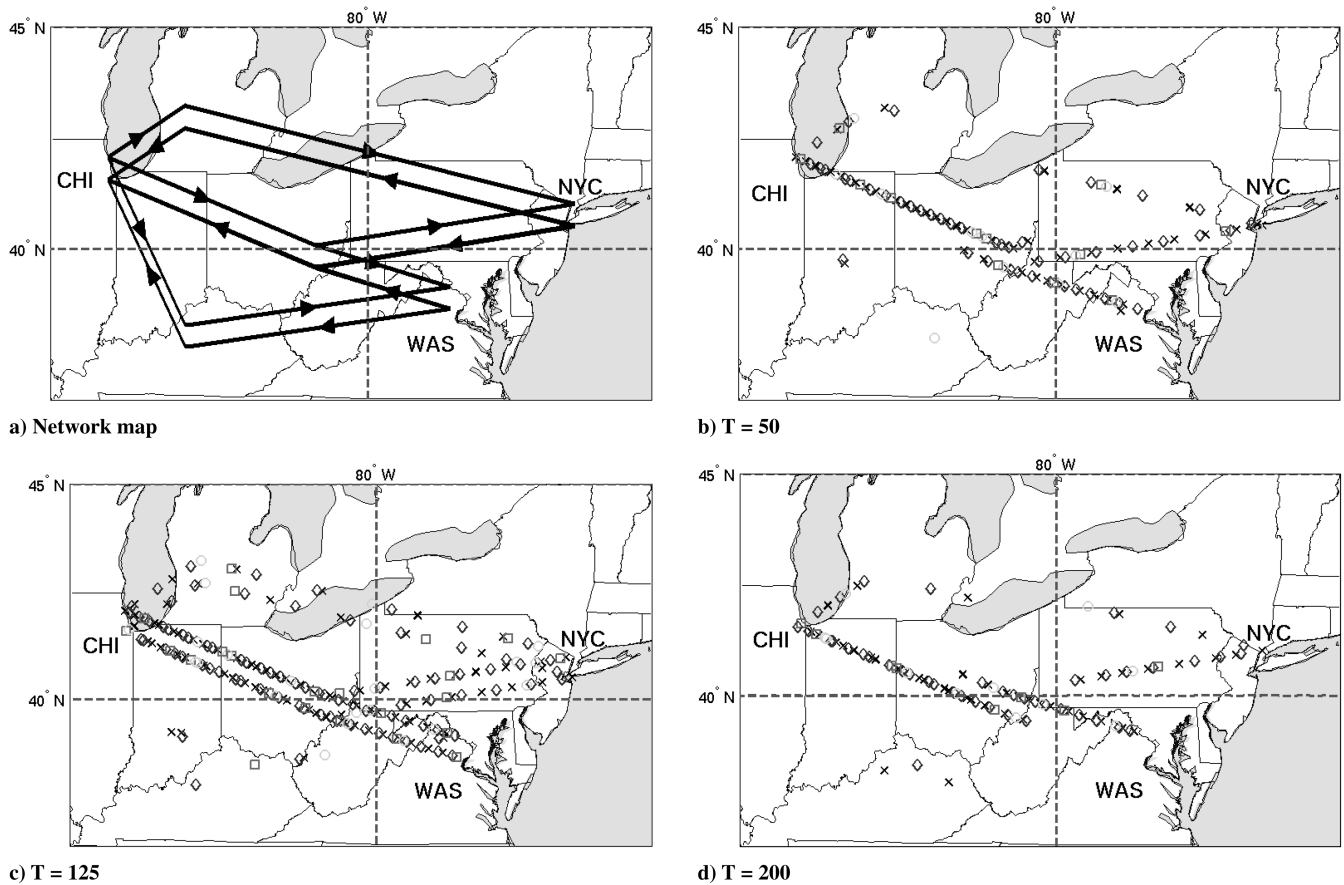 80° W
45° N
CHI
NYC
40° N
WAS
a) Network map
80° W
45° N
CHI
NYC
40° N
WAS
b) T = 50
80° W
45° N
CHI
NYC
40° N
WAS
c) T = 125
80° W
45° N
CHI
NYC
40° N
WAS
d) T = 200